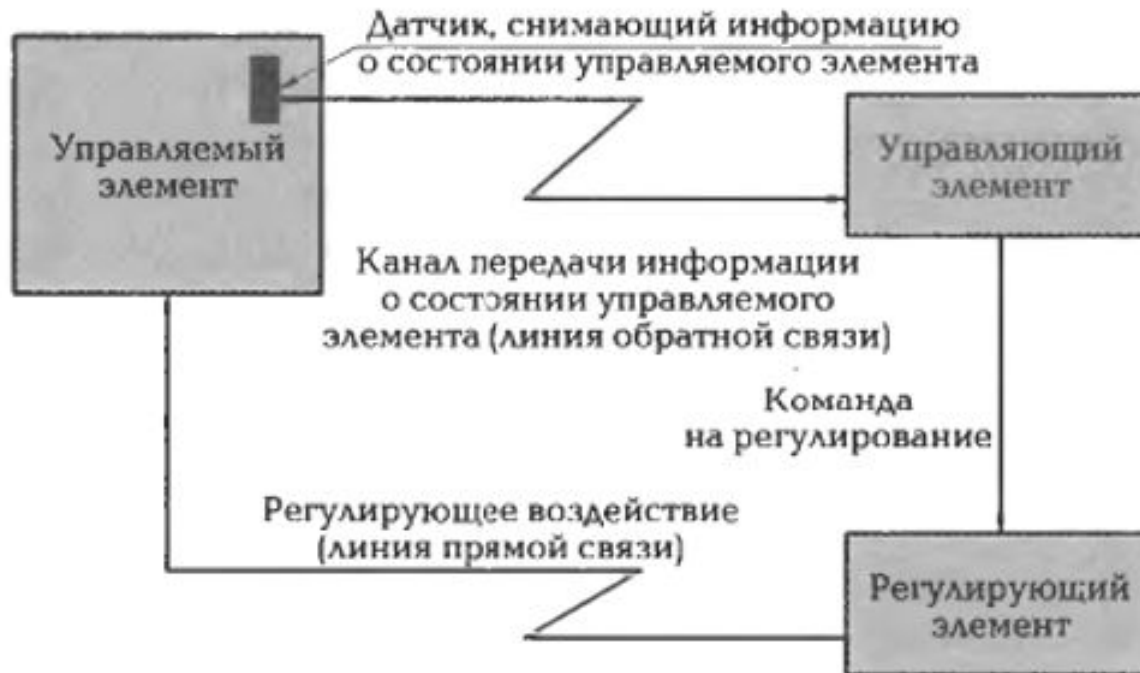 Датчик, снимающий информацию
о состоянии управляемого элемента
Управляемый
элемент
Управляющий
элемент
Канал передачи информации
о состоянии управляемого
элемента (линия обратной связи)
Команда
на регулирование
Регулирующее воздействие
(линия прямой связи)
Регулирующий
элемент